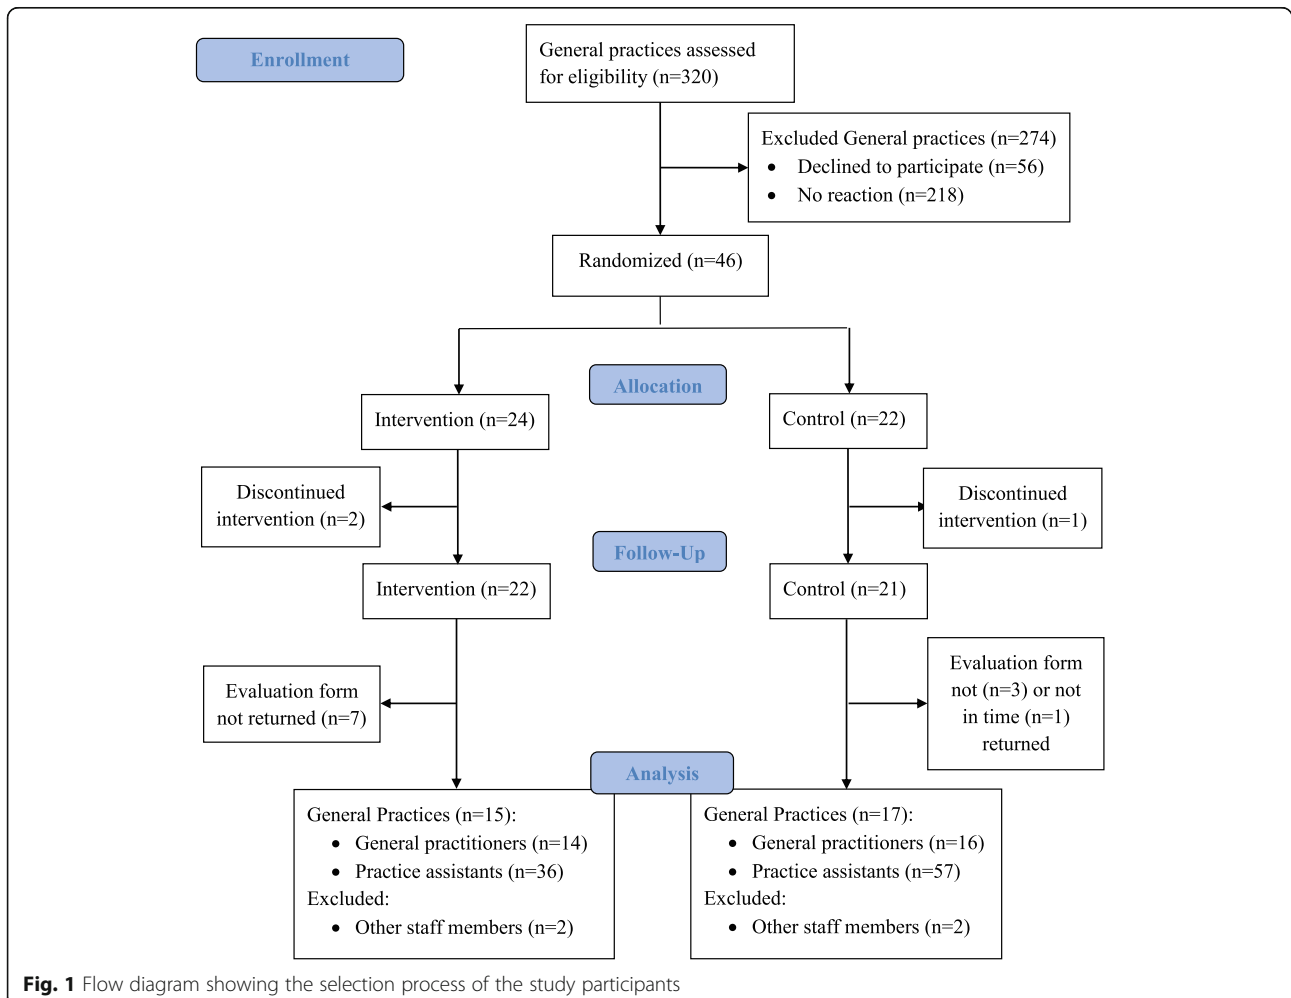 Enrollment
General practices assessed
for eligibility (n=320)
Excluded General practices (n=274)
• Declined to participate (n=56)
• No reaction (n=218)
Randomized (n=46)
Allocation
Intervention (n=24)
Control (n=22)
Discontinued
intervention (n=2)
Discontinued
intervention (n=1)
Follow-Up
Intervention (n=22)
Control (n=21)
Evaluation form
not returned (n=7)
Evaluation form
not (n=3) or not
in time (n=1)
returned
Analysis
General Practices (n=15):
• General practitioners (n=14)
• Practice assistants (n=36)
Excluded:
• Other staff members (n=2)
General Practices (n=17):
• General practitioners (n=16)
• Practice assistants (n=57)
Excluded:
• Other staff members (n=2)
Fig. 1 Flow diagram showing the selection process of the study participants